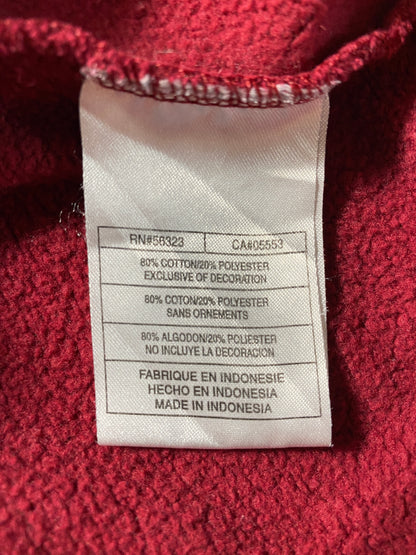 RN#56323 CA#05553
80% COTTON/20% POLYESTER
EXCLUSIVE OF DECORATION
80% COTON/20% POLYESTER
SANS ORNEMENTS
80% ALGODON/20% POLIESTER
NO INCLUYE LA DECORACION
FABRIQUE EN INDONESIE
HECHO EN INDONESIA
MADE IN INDONESIA